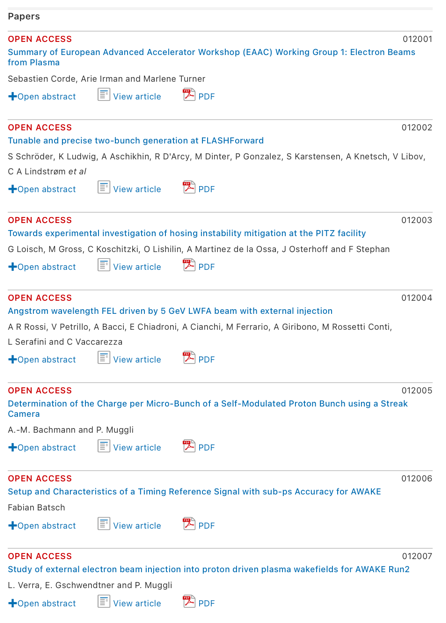 Papers
OPEN ACCESS 012001
Summary of European Advanced Accelerator Workshop (EAAC) Working Group 1: Electron Beams
from Plasma
Sebastien Corde, Arie Irman and Marlene Turner
+Open abstract View article PDF
OPEN ACCESS 012002
Tunable and precise two-bunch generation at FLASHForward
S Schröder, K Ludwig, A Aschikhin, R D'Arcy, M Dinter, P Gonzalez, S Karstensen, A Knetsch, V Libov,
C A Lindstrøm et al
+Open abstract View article PDF
OPEN ACCESS 012003
Towards experimental investigation of hosing instability mitigation at the PITZ facility
G Loisch, M Gross, C Koschitzki, O Lishilin, A Martinez de la Ossa, J Osterhoff and F Stephan
+Open abstract View article PDF
OPEN ACCESS 012004
Angstrom wavelength FEL driven by 5 GeV LWFA beam with external injection
A R Rossi, V Petrillo, A Bacci, E Chiadroni, A Cianchi, M Ferrario, A Giribono, M Rossetti Conti,
L Serafini and C Vaccarezza
+Open abstract View article PDF
OPEN ACCESS 012005
Determination of the Charge per Micro-Bunch of a Self-Modulated Proton Bunch using a Streak
Camera
A.-M. Bachmann and P. Muggli
+Open abstract View article PDF
OPEN ACCESS 012006
Setup and Characteristics of a Timing Reference Signal with sub-ps Accuracy for AWAKE
Fabian Batsch
+Open abstract View article PDF
OPEN ACCESS 012007
Study of external electron beam injection into proton driven plasma wakefields for AWAKE Run2
L. Verra, E. Gschwendtner and P. Muggli
+Open abstract View article PDF